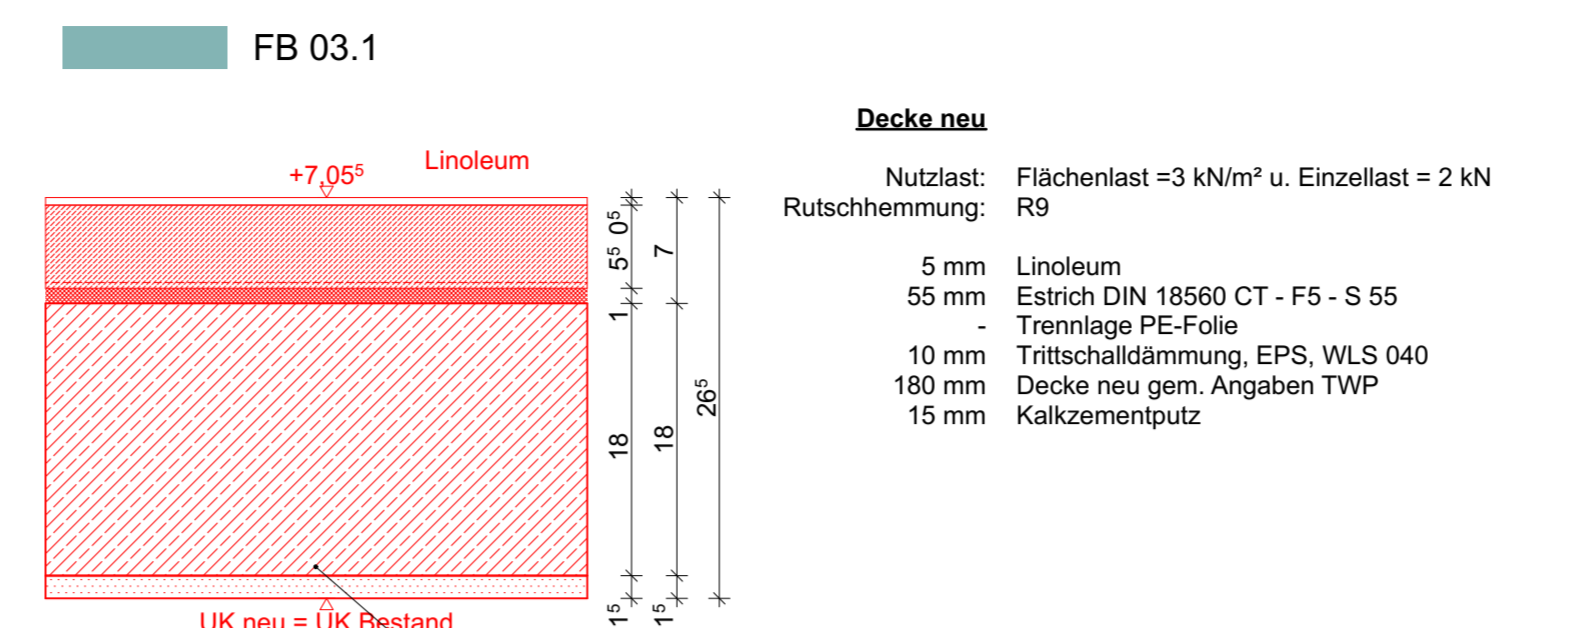 FB 03.1
Decke neu
+7,05⁵
Linoleum
Nutzlast: Flächenlast =3 kN/m² u. Einzellast = 2 kN
Rutschhemmung: R9
5 mm Linoleum
55 mm Estrich DIN 18560 CT - F5 - S 55
- Trennlage PE-Folie
10 mm Trittschalldämmung, EPS, WLS 040
180 mm Decke neu gem. Angaben TWP
15 mm Kalkzementputz
0⁵
5⁵
7
1
18
18
26⁵
1⁵
1⁵
UK neu = UK Bestand